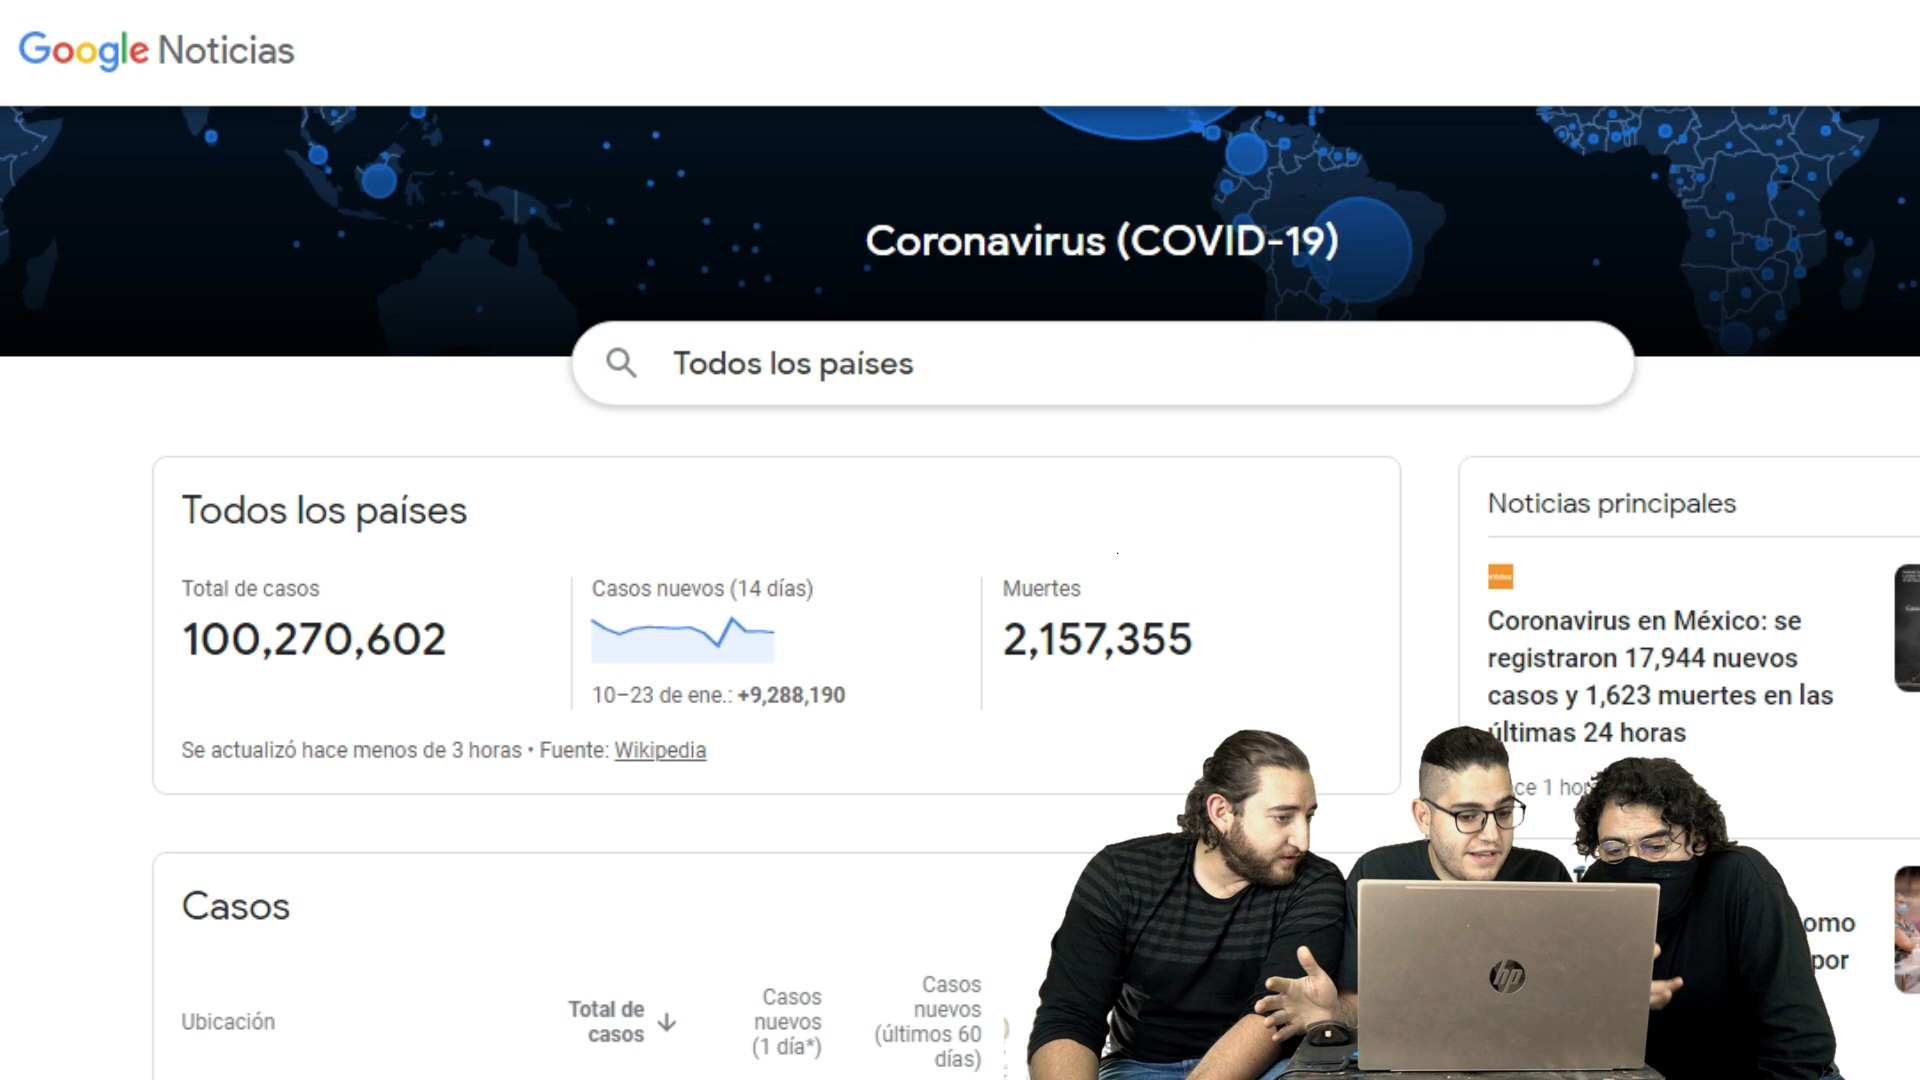 Google Noticias
Coronavirus (COVID-19)
Todos los países
Todos los países
Total de casos
100,270,602
Casos nuevos (14 días)
10–23 de ene.: +9,288,190
Muertes
2,157,355
Se actualizó hace menos de 3 horas • Fuente: Wikipedia
Noticias principales
Coronavirus en México: se
registraron 17,944 nuevos
casos y 1,623 muertes en las
últimas 24 horas
1 hor
omo
por
Casos
Ubicación
Total de
casos
Casos
nuevos
(1 día*)
Casos
nuevos
(últimos 60
días)
hp